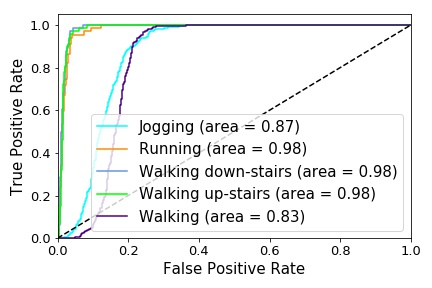 1.0
0.8
0.6
0.4
0.2
0.0
True Positive Rate
Jogging (area = 0.87)
Running (area = 0.98)
Walking down-stairs (area = 0.98)
Walking up-stairs (area = 0.98)
Walking (area = 0.83)
0.0 0.2 0.4 0.6 0.8 1.0
False Positive Rate